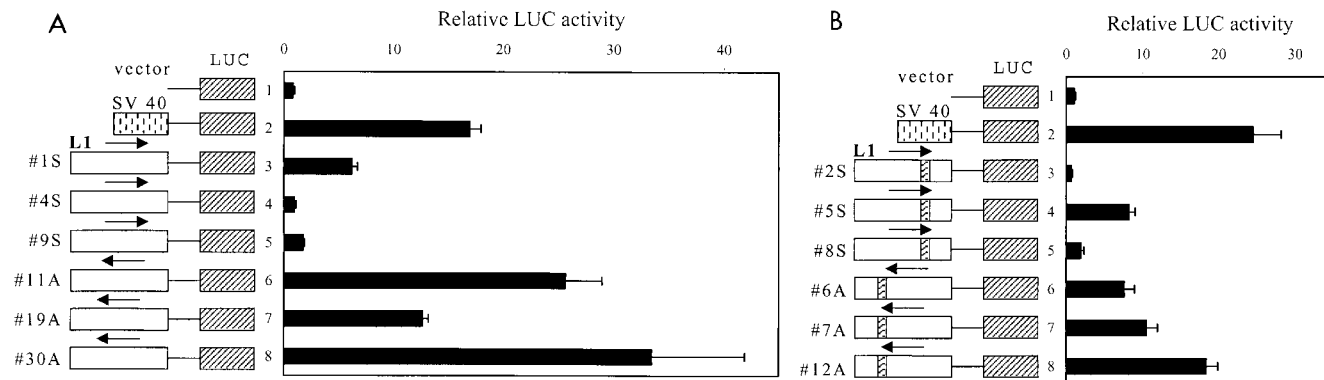 A
Relative LUC activity
0 10 20 30 40
vector LUC
1
SV 40
2
L1
#1S 3
#4S 4
#9S 5
#11A 6
#19A 7
#30A 8
B
Relative LUC activity
0 10 20 30
vector LUC
1
SV 40
2
L1
#2S 3
#5S 4
#8S 5
#6A 6
#7A 7
#12A 8